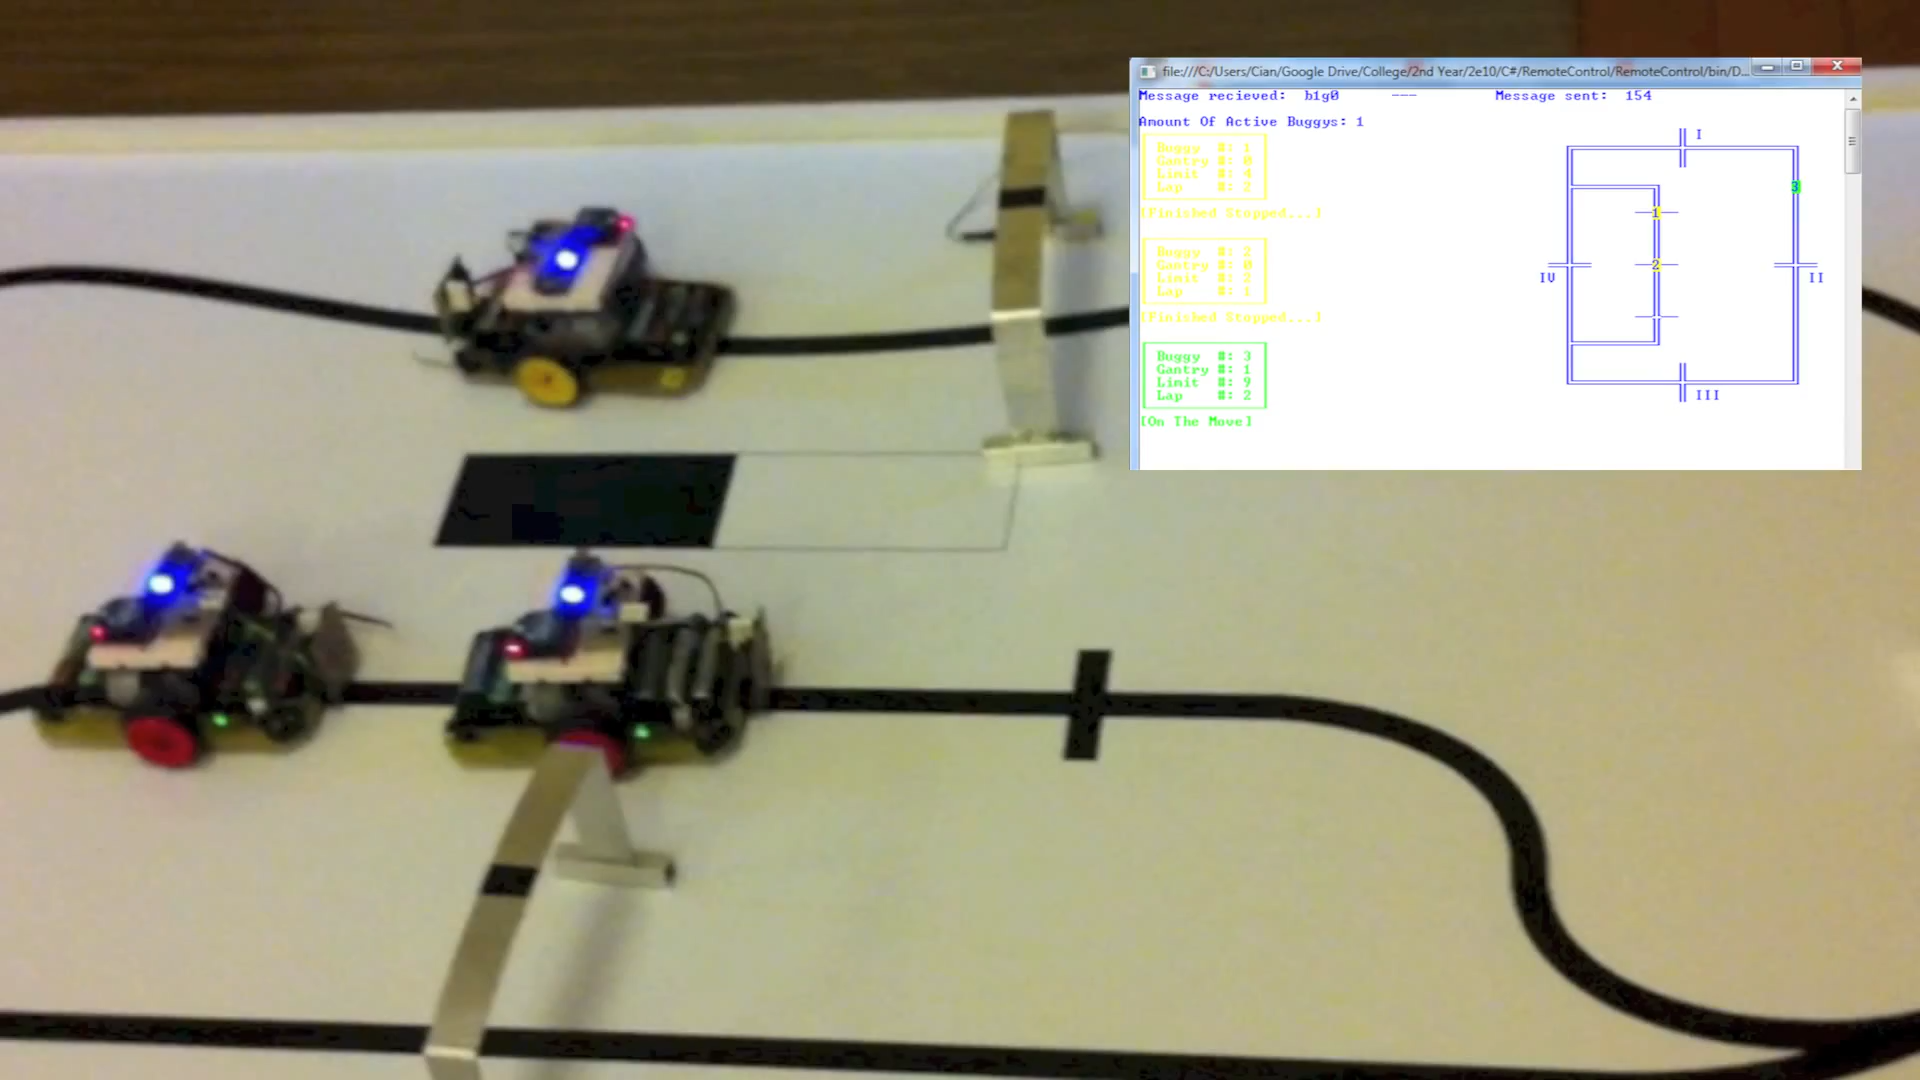 file:///C:/Users/Cian/Google Drive/College/2nd Year/2e10/C#/RemoteControl/RemoteControl/bin/D...
Message recieved: b1g0 --- Message sent: 154
Amount Of Active Buggys: 1
Buggy #: 1
Gantry #: 0
Limit #: 4
Lap #: 2
[Finished Stopped...]
Buggy #: 2
Gantry #: 0
Limit #: 2
Lap #: 1
[Finished Stopped...]
Buggy #: 3
Gantry #: 1
Limit #: 9
Lap #: 2
[On The Move]
I
3
1
2
IV
II
III